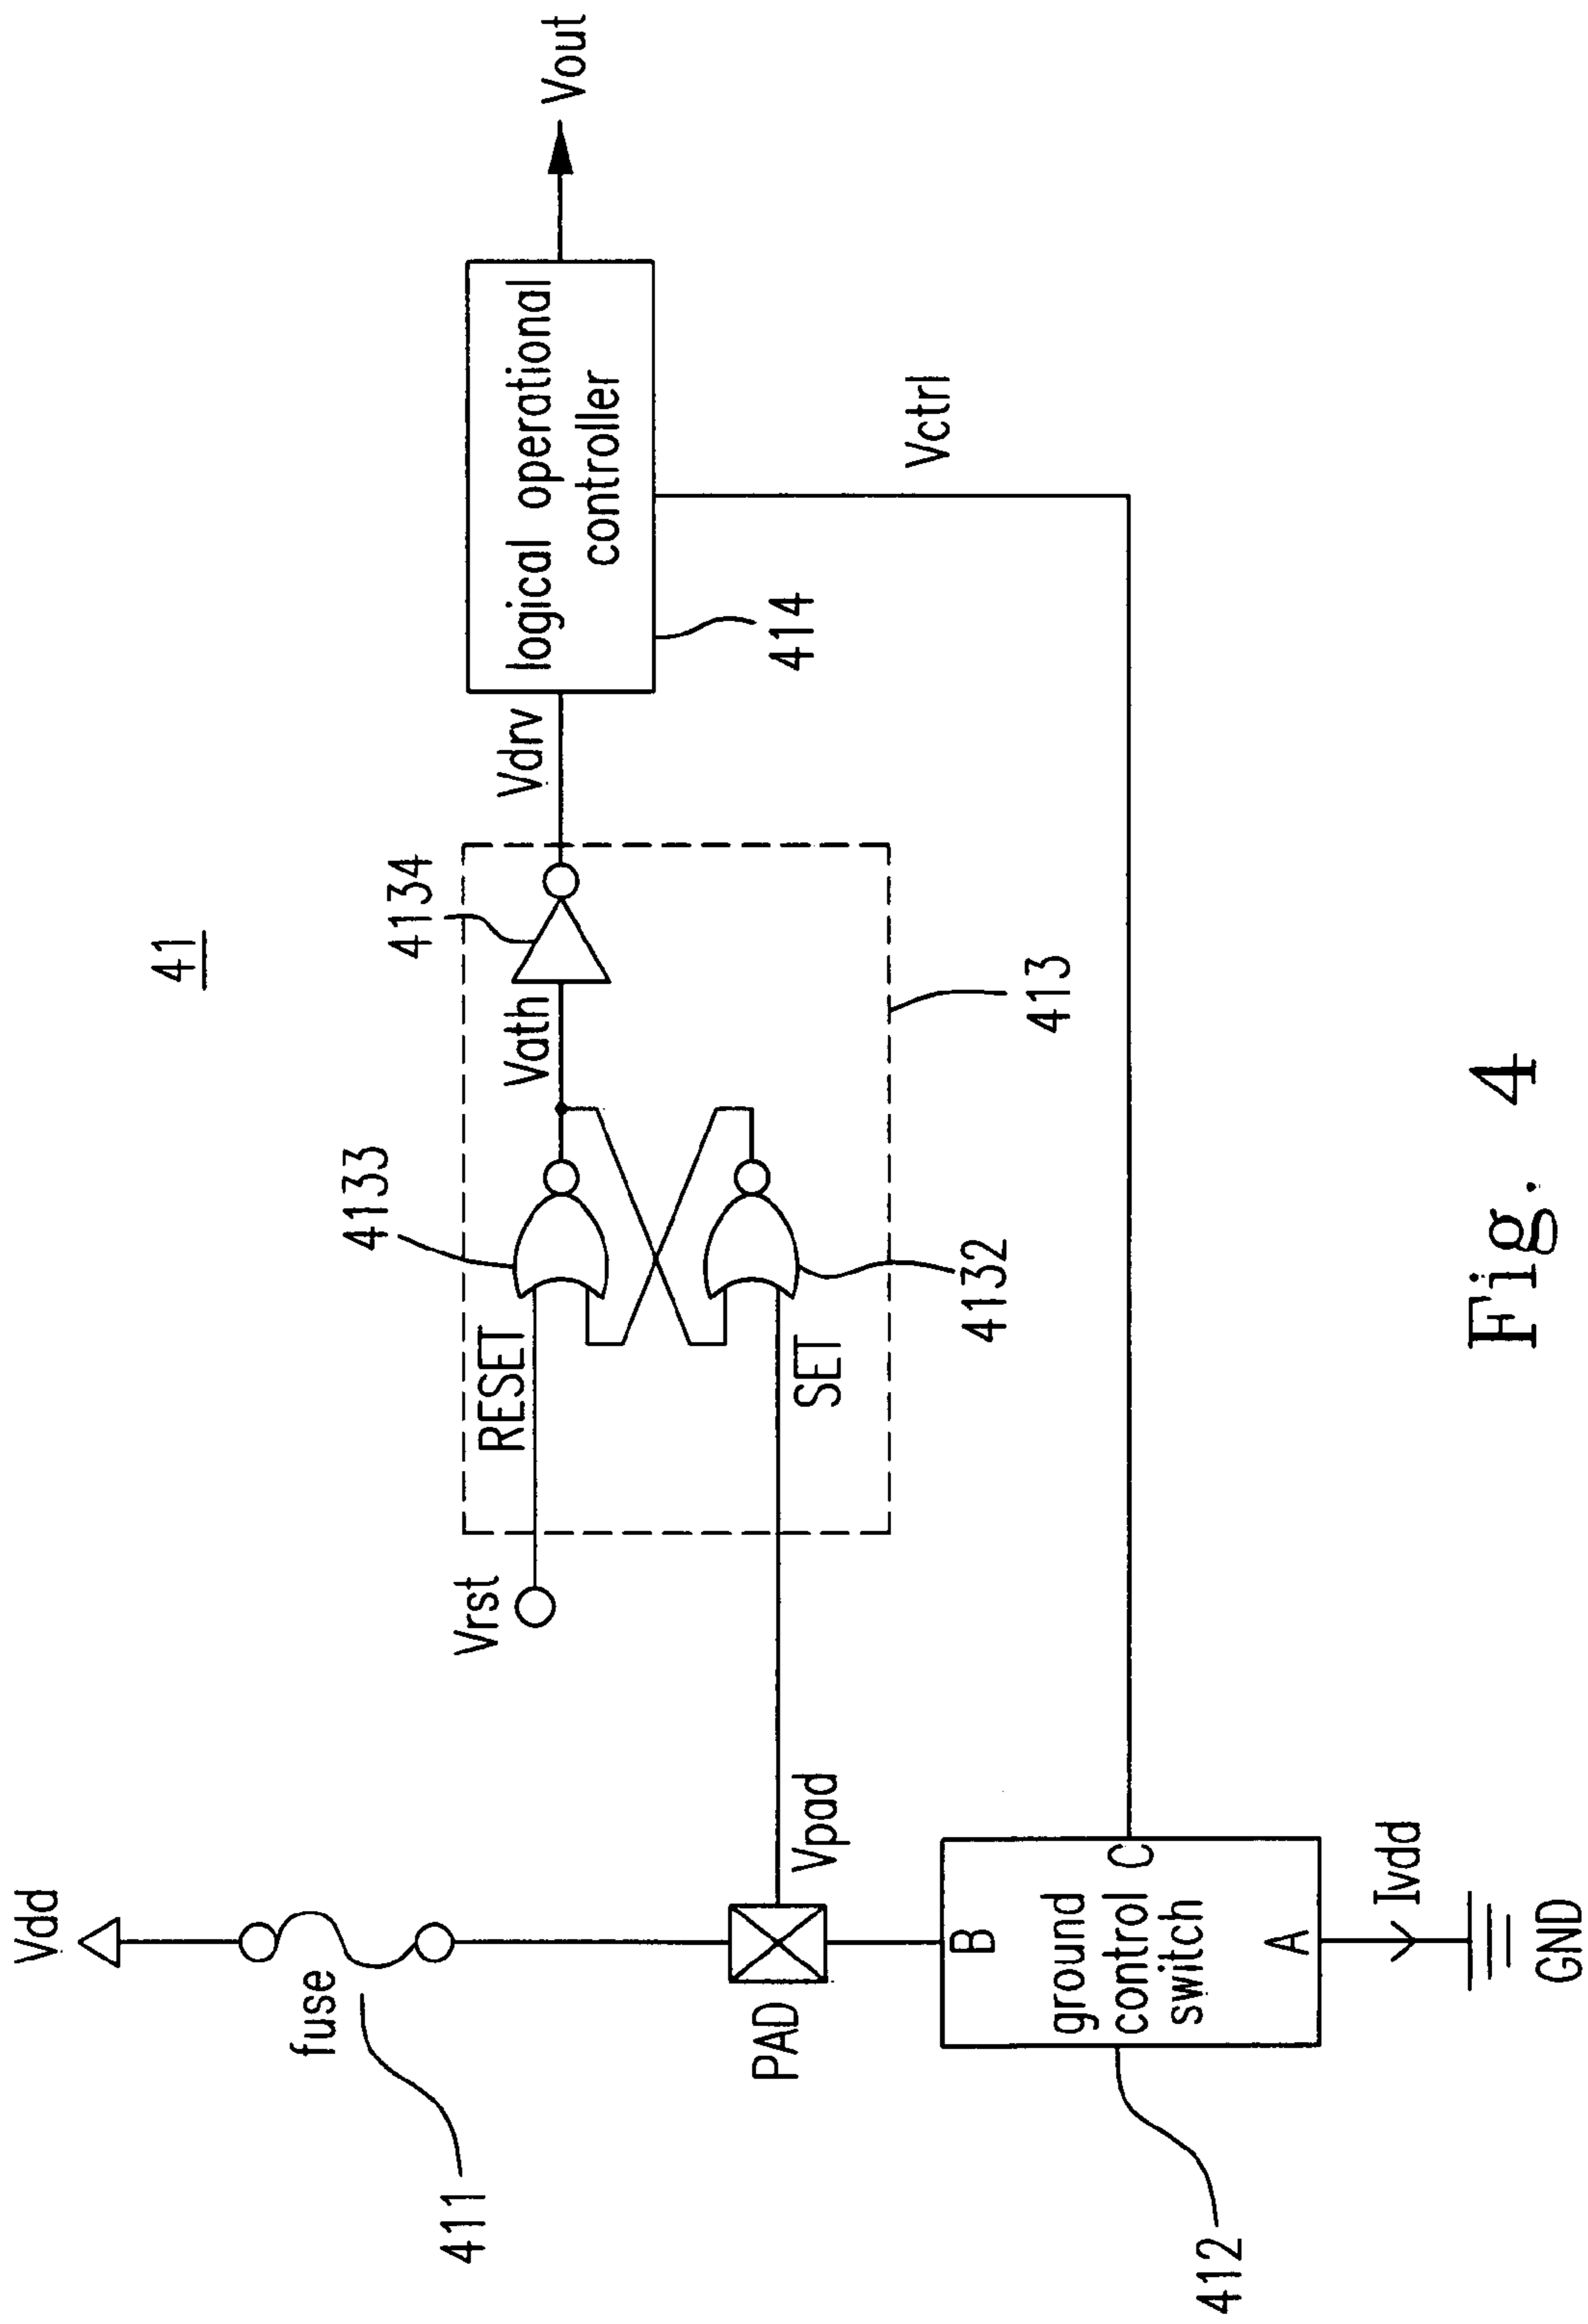 41
Vdd
fuse
411
PAD
Vpad
B
ground
control
switch
C
A
412
Ivdd
GND
Vrst
RESET
SET
4133
4132
Vath
4134
413
Vdrv
logical operational
controller
414
Vctrl
Vout
Fig. 4